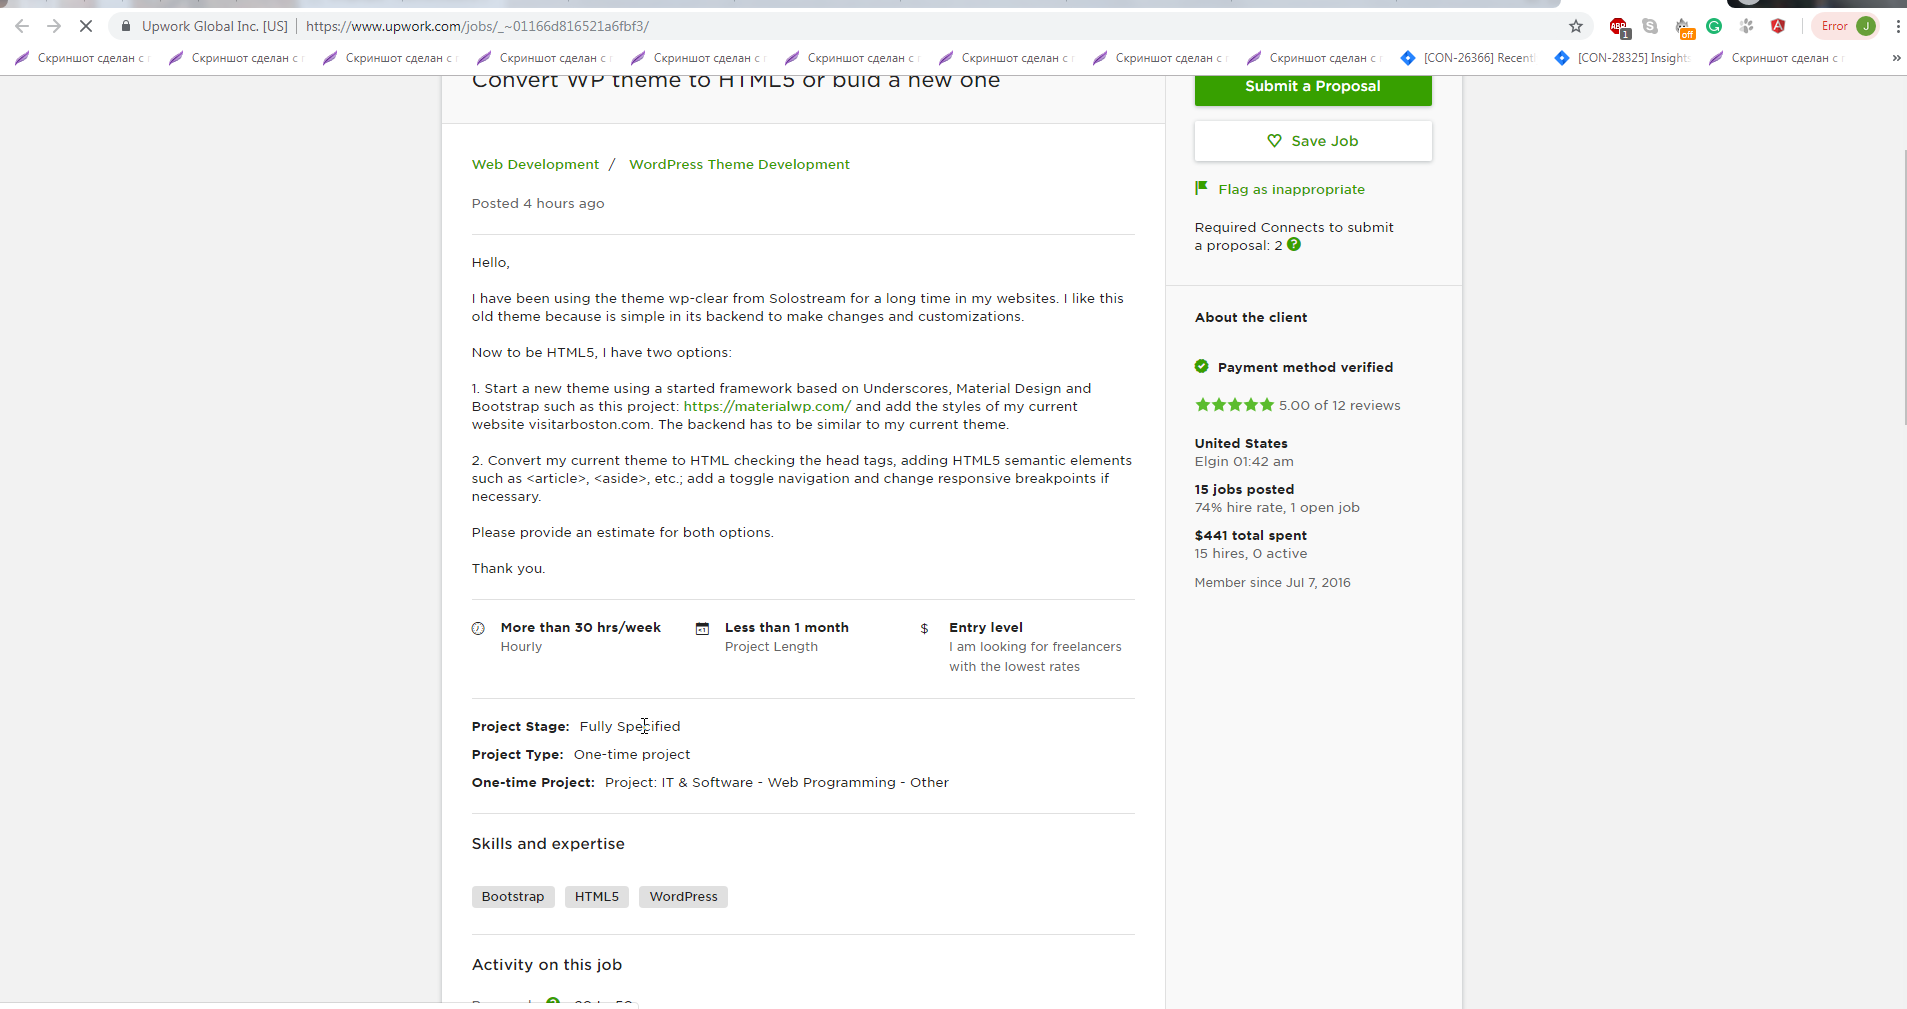 Upwork Global Inc. [US] | https://www.upwork.com/jobs/_~01166d816521a6fbf3/
ABP 1 off Error J
Скриншот сделан с Скриншот сделан с Скриншот сделан с Скриншот сделан с Скриншот сделан с Скриншот сделан с Скриншот сделан с Скриншот сделан с Скриншот сделан с [CON-26366] Recent [CON-28325] Insight Скриншот сделан с »
Convert WP theme to HTML5 or buid a new one
Web Development / WordPress Theme Development
Posted 4 hours ago
Hello,
I have been using the theme wp-clear from Solostream for a long time in my websites. I like this
old theme because is simple in its backend to make changes and customizations.
Now to be HTML5, I have two options:
1. Start a new theme using a started framework based on Underscores, Material Design and
Bootstrap such as this project: https://materialwp.com/ and add the styles of my current
website visitarboston.com. The backend has to be similar to my current theme.
2. Convert my current theme to HTML checking the head tags, adding HTML5 semantic elements
such as <article>, <aside>, etc.; add a toggle navigation and change responsive breakpoints if
necessary.
Please provide an estimate for both options.
Thank you.
More than 30 hrs/week
Hourly
Less than 1 month
Project Length
$ Entry level
I am looking for freelancers
with the lowest rates
Project Stage: Fully Specified
Project Type: One-time project
One-time Project: Project: IT & Software - Web Programming - Other
Skills and expertise
Bootstrap HTML5 WordPress
Activity on this job
Submit a Proposal
Save Job
Flag as inappropriate
Required Connects to submit
a proposal: 2 ?
About the client
Payment method verified
5.00 of 12 reviews
United States
Elgin 01:42 am
15 jobs posted
74% hire rate, 1 open job
$441 total spent
15 hires, 0 active
Member since Jul 7, 2016